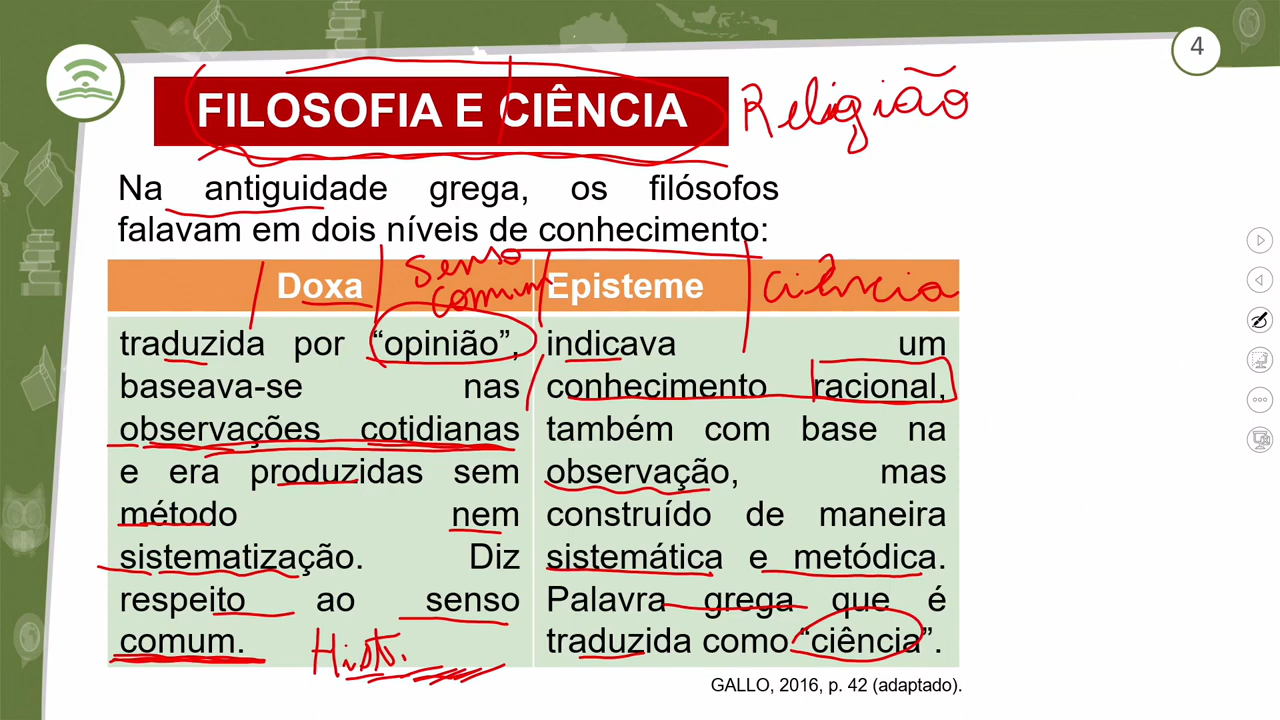 4
FILOSOFIA E CIÊNCIA Religião
Na antiguidade grega, os filósofos
falavam em dois níveis de conhecimento:
Doxa
senso
comum
Episteme
ciência
traduzida por “opinião”,
baseava-se nas
observações cotidianas
e era produzidas sem
método nem
sistematização. Diz
respeito ao senso
comum.
Histo.
indicava um
conhecimento racional,
também com base na
observação, mas
construído de maneira
sistemática e metódica.
Palavra grega que é
traduzida como “ciência”.
GALLO, 2016, p. 42 (adaptado).